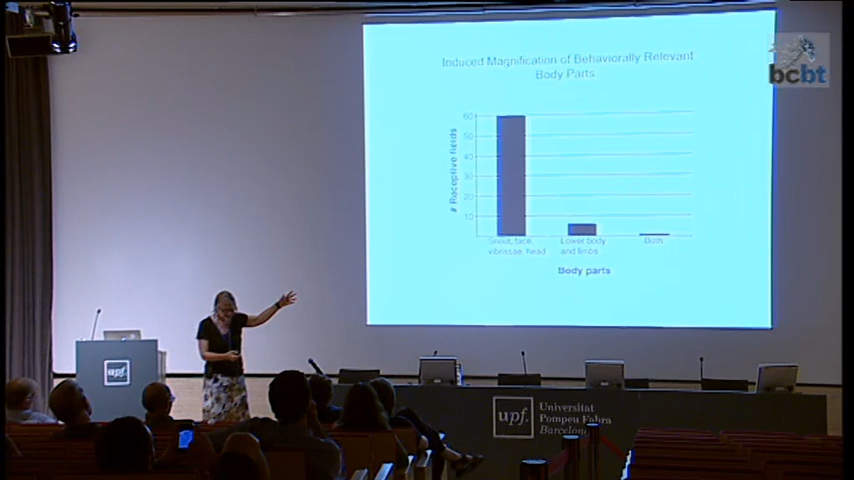 Induced Magnification of Behaviorally Relevant
Body Parts
bcbt
# Receptive fields
60
50
40
30
20
10
Snout, face,
vibrissae, head
Lower body
and limbs
Both
Body parts
upf.
upf.
Universitat
Pompeu Fabra
Barcelona